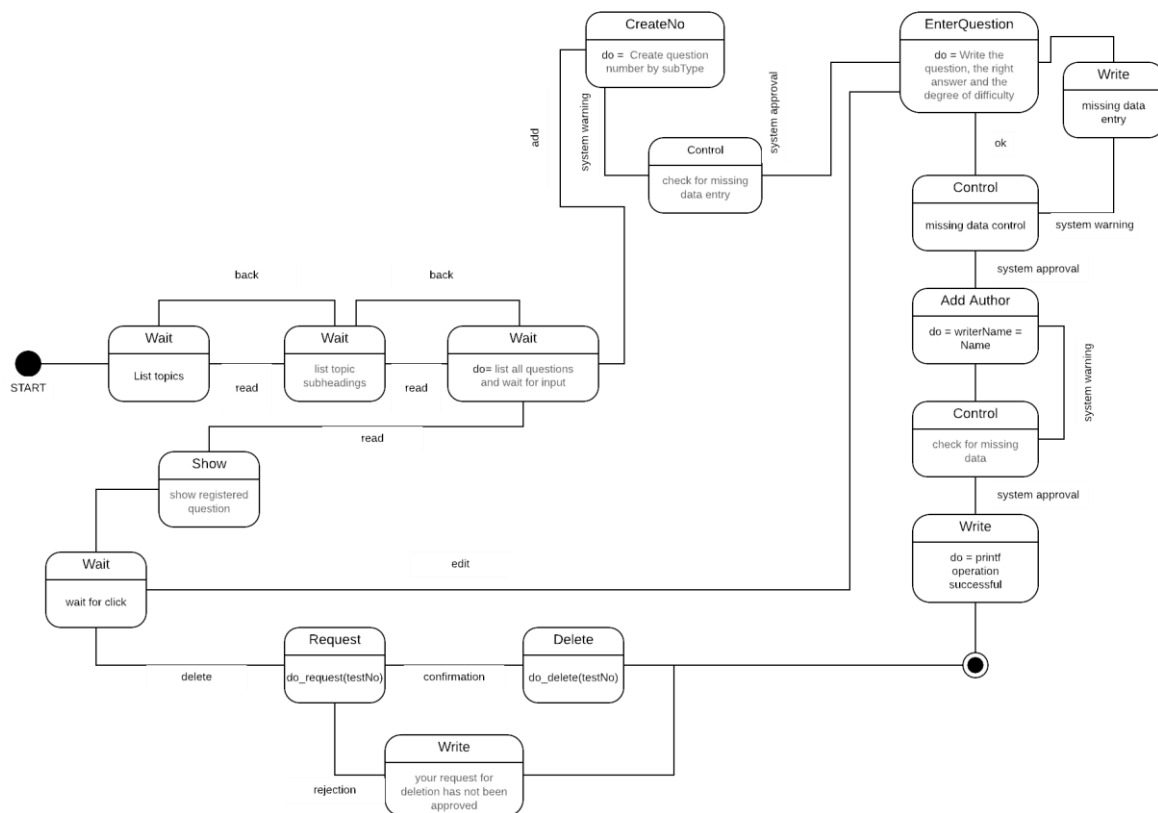 CreateNo
do = Create question
number by subType
EnterQuestion
do = Write the
question, the right
answer and the
degree of difficulty
Write
missing data
entry
add
system warning
system approval
Control
check for missing
data entry
ok
Control
missing data control
system warning
system approval
back
back
Add Author
do = writerName =
Name
START
Wait
List topics
read
Wait
list topic
subheadings
read
Wait
do= list all questions
and wait for input
system warning
Control
check for missing
data
read
Show
show registered
question
system approval
Write
do = printf
operation
successful
Wait
wait for click
edit
delete
Request
do_request(testNo)
confirmation
Delete
do_delete(testNo)
rejection
Write
your request for
deletion has not been
approved